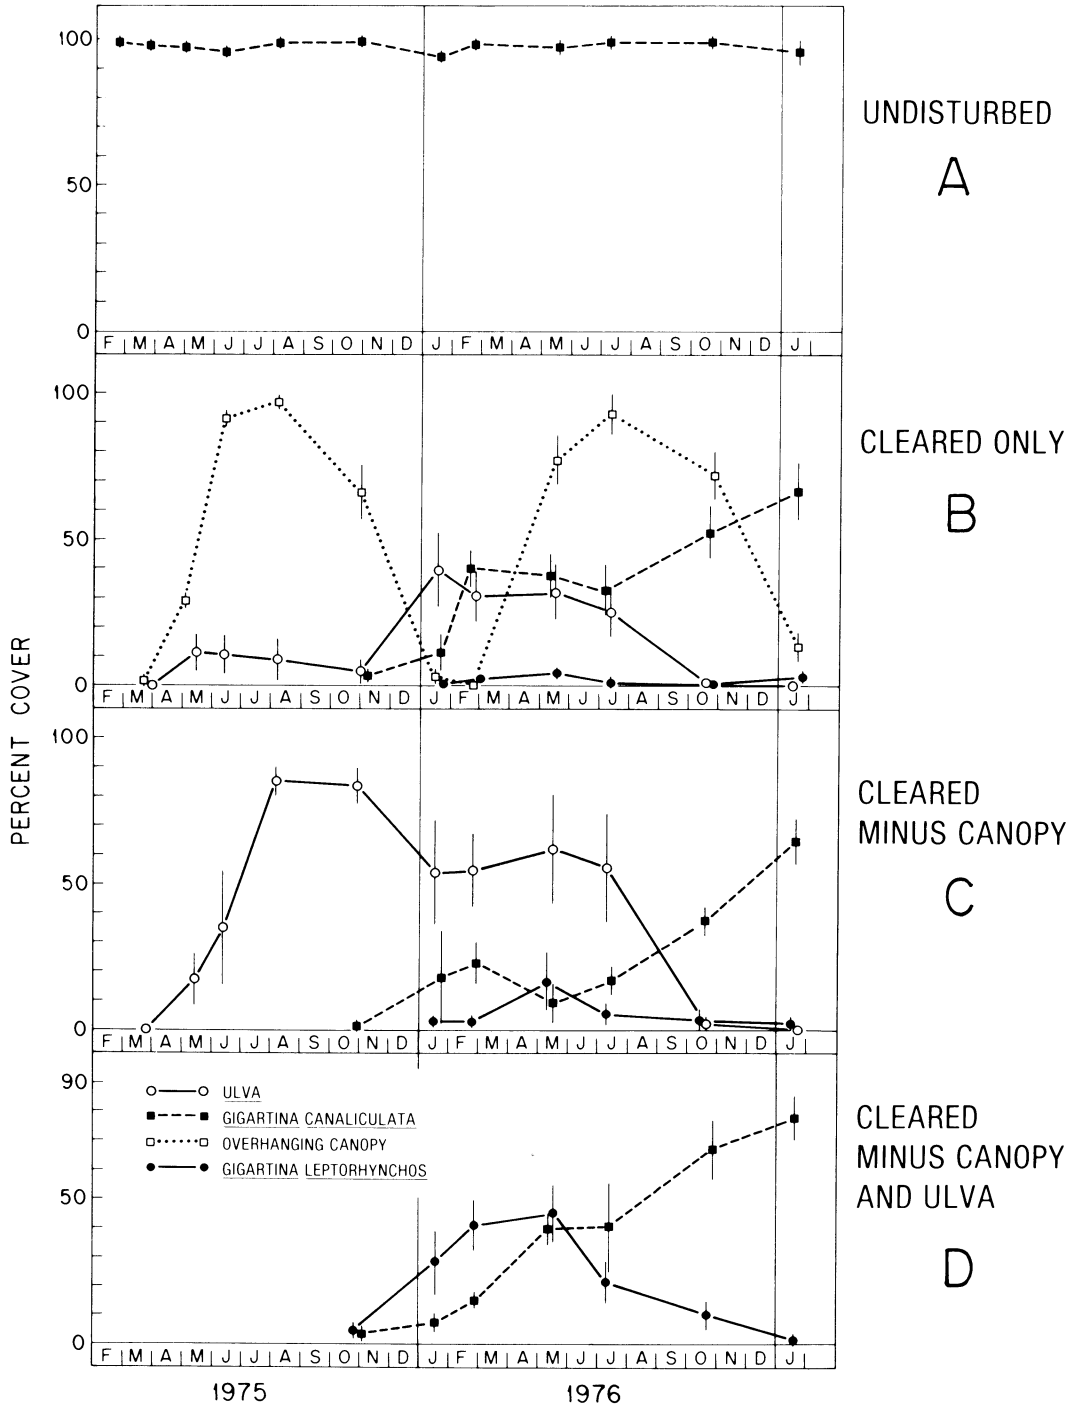 100
50
0
F M A M J J A S O N D J F M A M J J A S O N D J
UNDISTURBED
A
100
50
0
F M A M J J A S O N D J F M A M J J A S O N D J
CLEARED ONLY
B
PERCENT COVER
100
50
0
F M A M J J A S O N D J F M A M J J A S O N D J
CLEARED
MINUS CANOPY
C
90
50
0
ULVA
GIGARTINA CANALICULATA
OVERHANGING CANOPY
GIGARTINA LEPTORHYNCHOS
F M A M J J A S O N D J F M A M J J A S O N D J
CLEARED
MINUS CANOPY
AND ULVA
D
1975 1976